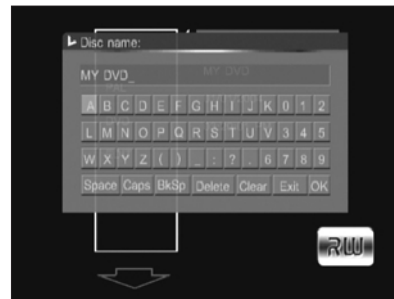 Disc name:
MY DVD_
MY DVD
A B C D E F G H I J K 0 1 2
L M N O P Q R S T U V 3 4 5
W X Y Z ( ) _ : ? . 6 7 8 9
Space Caps BkSp Delete Clear Exit OK
RW